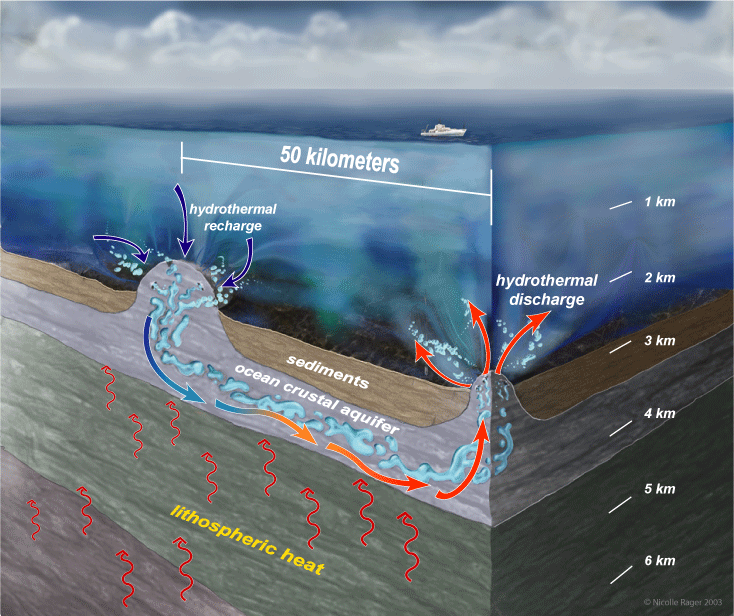 50 kilometers
1 km
hydrothermal
recharge
2 km
hydrothermal
discharge
3 km
sediments
ocean crustal aquifer
4 km
5 km
lithospheric heat
6 km
© Nicolle Rager 2003